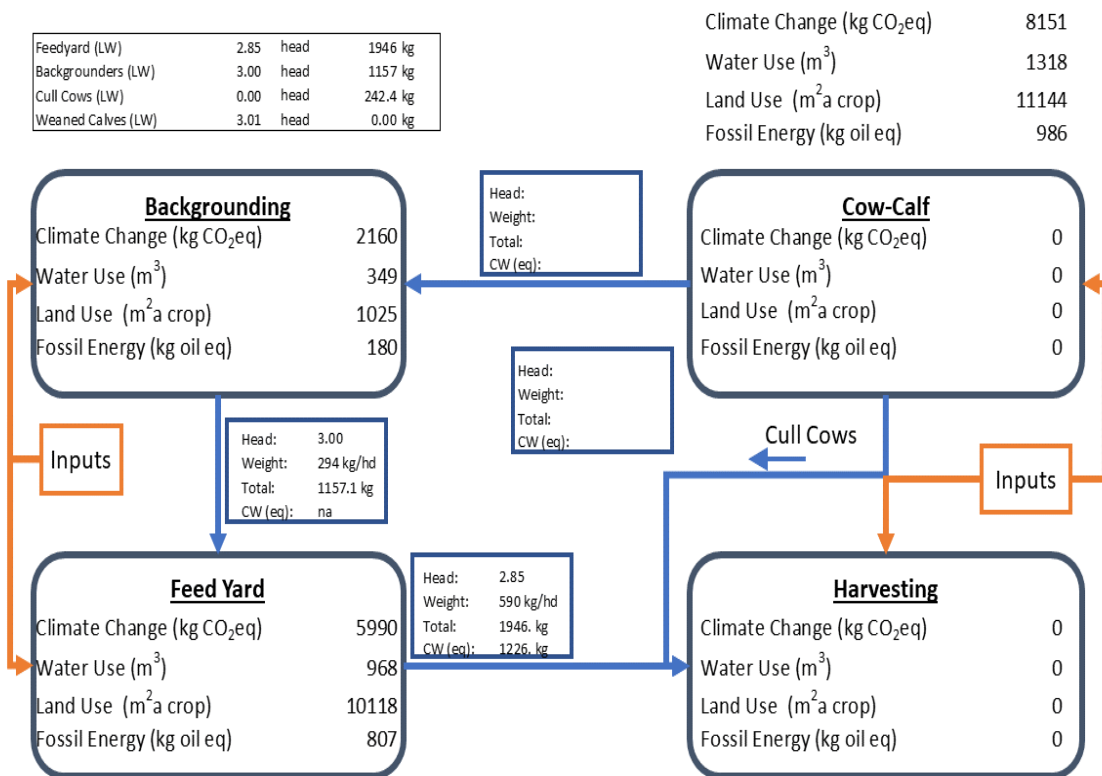 Climate Change (kg CO₂eq) 8151
Water Use (m³) 1318
Land Use (m²a crop) 11144
Fossil Energy (kg oil eq) 986
Feedyard (LW) 2.85 head 1946 kg
Backgrounders (LW) 3.00 head 1157 kg
Cull Cows (LW) 0.00 head 242.4 kg
Weaned Calves (LW) 3.01 head 0.00 kg
Backgrounding
Climate Change (kg CO₂eq) 2160
Water Use (m³) 349
Land Use (m²a crop) 1025
Fossil Energy (kg oil eq) 180
Head:
Weight:
Total:
CW (eq):
Cow-Calf
Climate Change (kg CO₂eq) 0
Water Use (m³) 0
Land Use (m²a crop) 0
Fossil Energy (kg oil eq) 0
Head:
Weight:
Total:
CW (eq):
Inputs
Head: 3.00
Weight: 294 kg/hd
Total: 1157.1 kg
CW (eq): na
Cull Cows
Inputs
Feed Yard
Climate Change (kg CO₂eq) 5990
Water Use (m³) 968
Land Use (m²a crop) 10118
Fossil Energy (kg oil eq) 807
Head: 2.85
Weight: 590 kg/hd
Total: 1946. kg
CW (eq): 1226. kg
Harvesting
Climate Change (kg CO₂eq) 0
Water Use (m³) 0
Land Use (m²a crop) 0
Fossil Energy (kg oil eq) 0